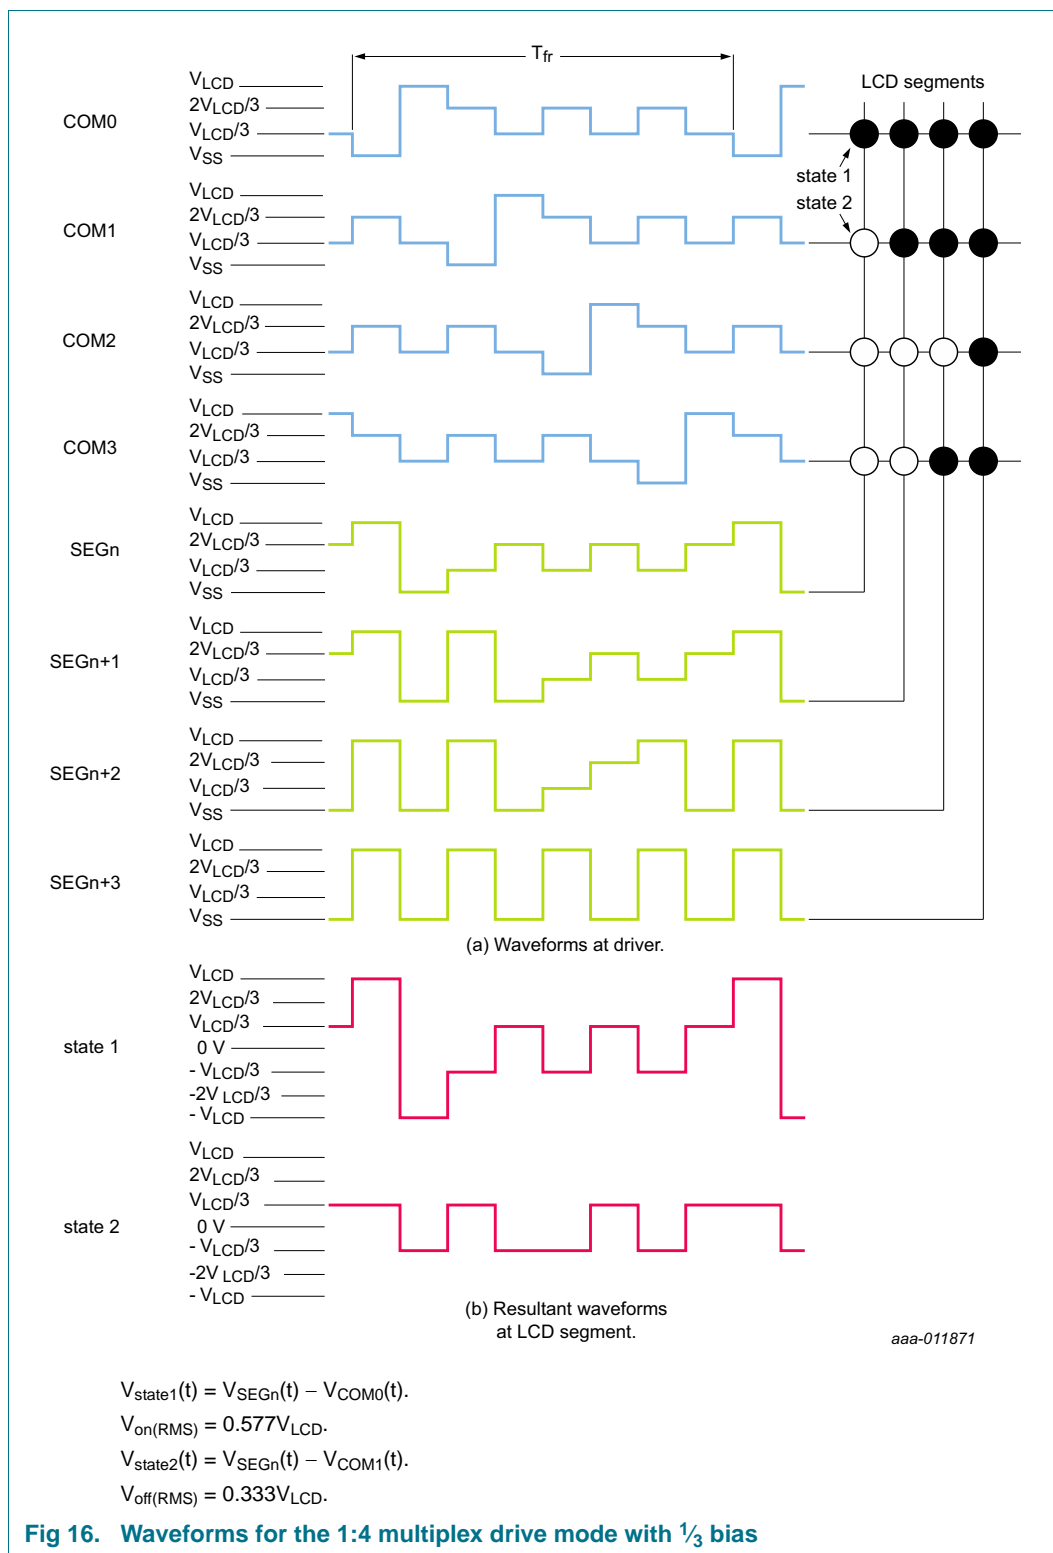 Tfr
LCD segments
COM0
VLCD
2VLCD/3
VLCD/3
VSS
state 1
state 2
COM1
VLCD
2VLCD/3
VLCD/3
VSS
COM2
VLCD
2VLCD/3
VLCD/3
VSS
COM3
VLCD
2VLCD/3
VLCD/3
VSS
SEGn
VLCD
2VLCD/3
VLCD/3
VSS
SEGn+1
VLCD
2VLCD/3
VLCD/3
VSS
SEGn+2
VLCD
2VLCD/3
VLCD/3
VSS
SEGn+3
VLCD
2VLCD/3
VLCD/3
VSS
(a) Waveforms at driver.
state 1
VLCD
2VLCD/3
VLCD/3
0 V
- VLCD/3
-2V LCD/3
- VLCD
state 2
VLCD
2VLCD/3
VLCD/3
0 V
- VLCD/3
-2V LCD/3
- VLCD
(b) Resultant waveforms
at LCD segment.
aaa-011871
Vstate1(t) = VSEGn(t) − VCOM0(t).
Von(RMS) = 0.577VLCD.
Vstate2(t) = VSEGn(t) − VCOM1(t).
Voff(RMS) = 0.333VLCD.
Fig 16. Waveforms for the 1:4 multiplex drive mode with 1⁄3 bias